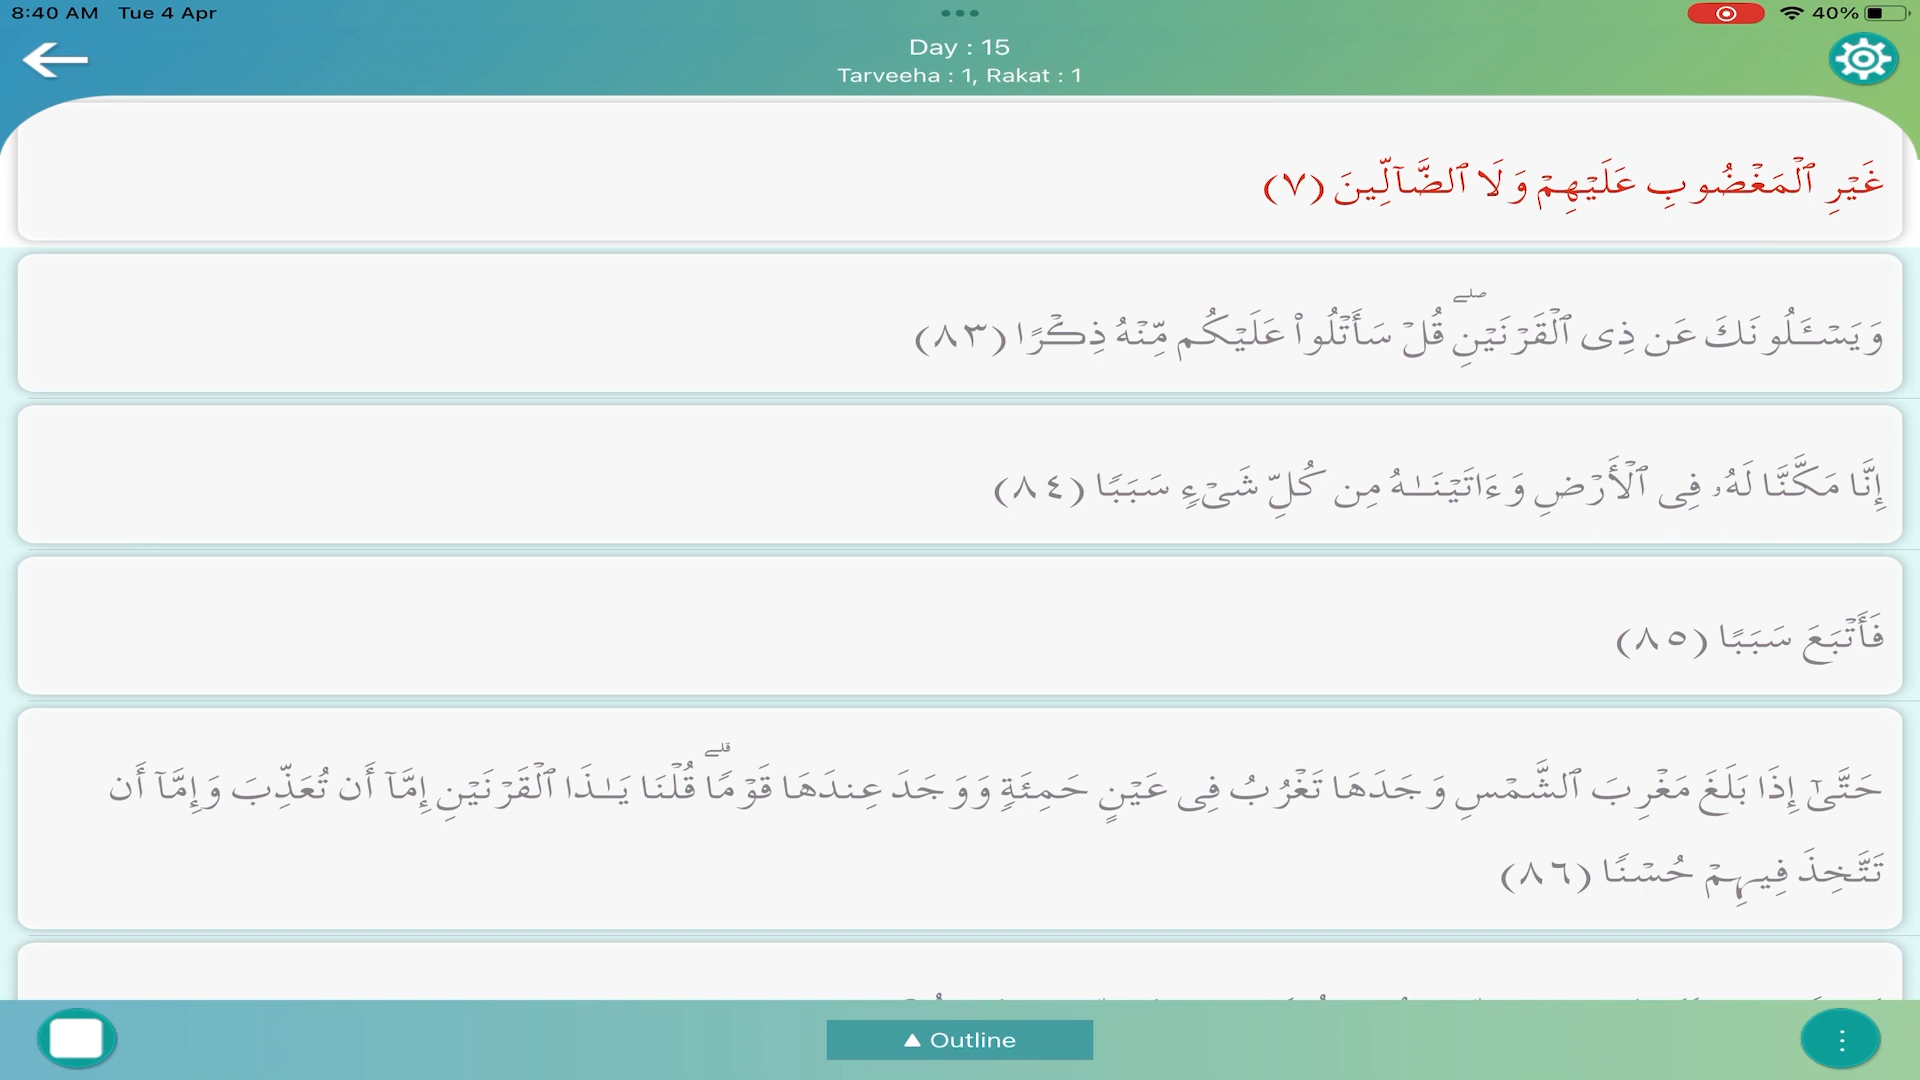 8:40 AM Tue 4 Apr
40%
Day : 15
Tarveeha : 1, Rakat : 1
غَيۡرِ ٱلۡمَغۡضُوبِ عَلَيۡهِمۡ وَلَا ٱلضَّآلِّينَ (٧)
وَيَسۡـَٔلُونَكَ عَن ذِى ٱلۡقَرۡنَيۡنِۖ قُلۡ سَأَتۡلُواْ عَلَيۡكُم مِّنۡهُ ذِڪۡرًا (٨٣)
إِنَّا مَكَّنَّا لَهُۥ فِى ٱلۡأَرۡضِ وَءَاتَيۡنَـٰهُ مِن كُلِّ شَىۡءٍ سَبَبًا (٨٤)
فَأَتۡبَعَ سَبَبًا (٨٥)
حَتَّىٰٓ إِذَا بَلَغَ مَغۡرِبَ ٱلشَّمۡسِ وَجَدَهَا تَغۡرُبُ فِى عَيۡنٍ حَمِئَةٍ وَوَجَدَ عِندَهَا قَوۡمًاۗ قُلۡنَا يَـٰذَا ٱلۡقَرۡنَيۡنِ إِمَّآ أَن تُعَذِّبَ وَإِمَّآ أَن
تَتَّخِذَ فِيہِمۡ حُسۡنًا (٨٦)
▲ Outline